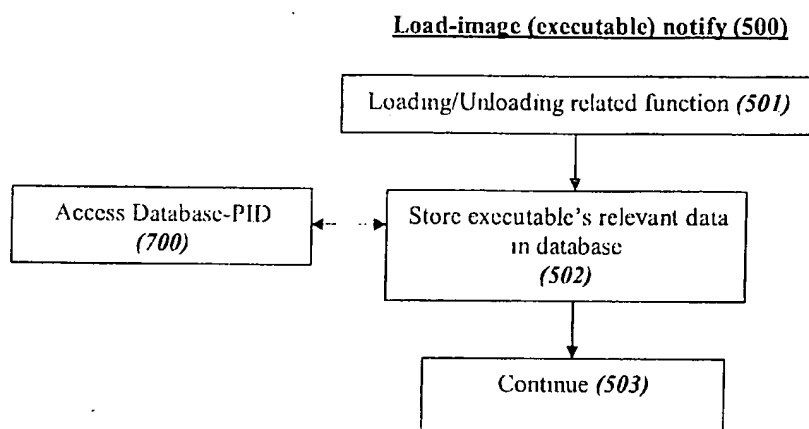 Load-image (executable) notify (500)
Loading/Unloading related function (501)
Access Database-PID
(700)
Store executable's relevant data
in database
(502)
Continue (503)